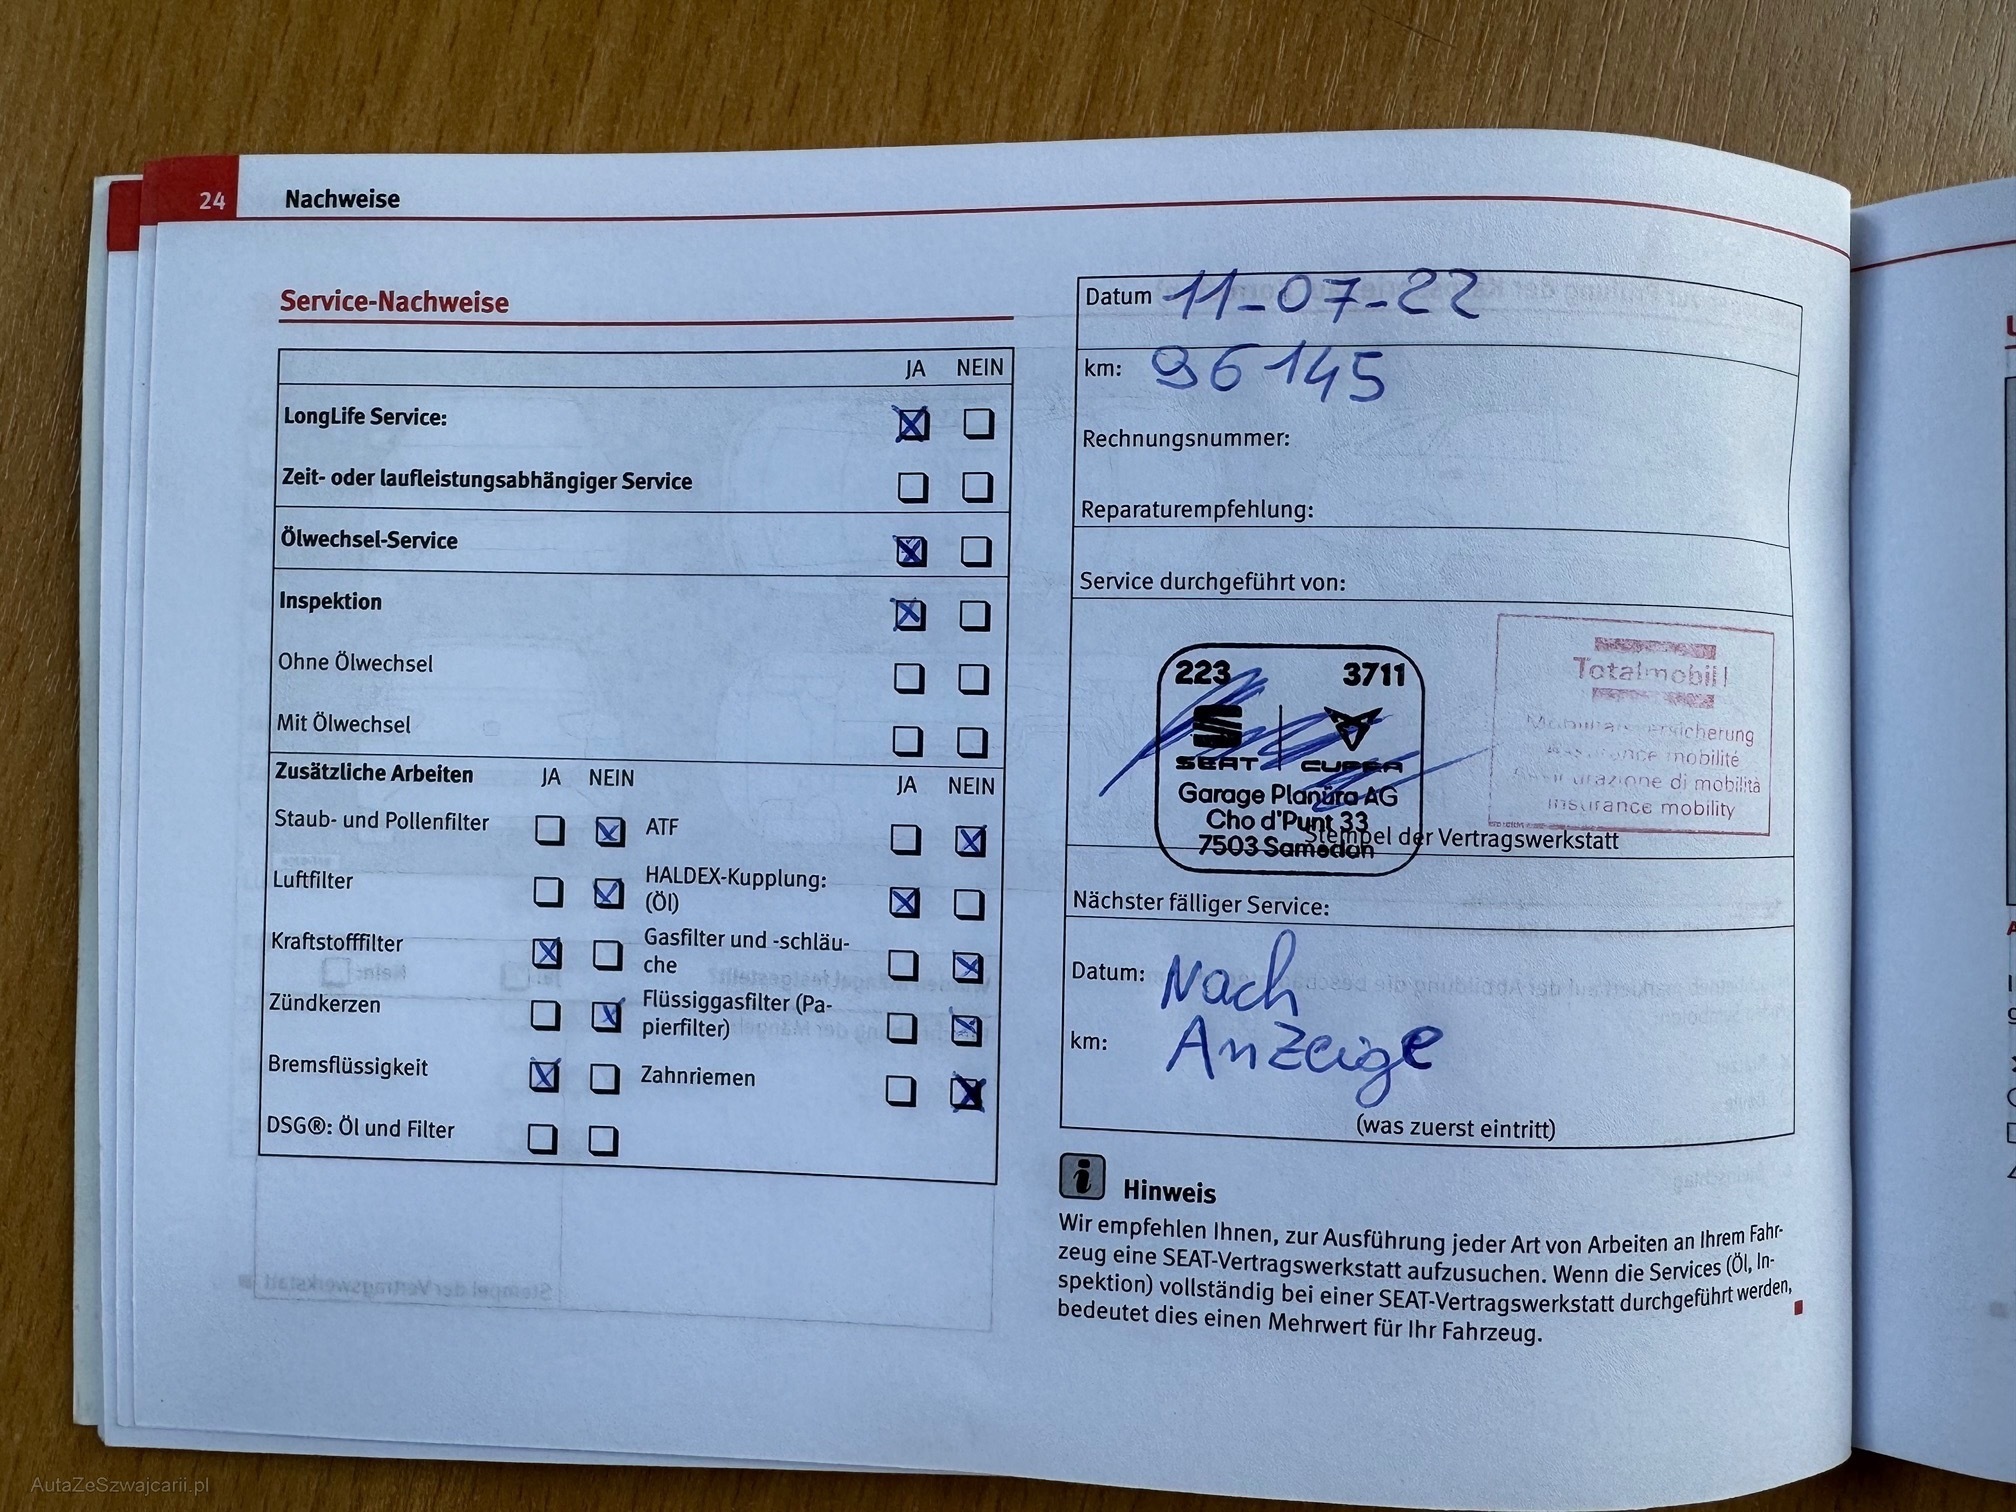 24 Nachweise
Service-Nachweise
JA NEIN
LongLife Service:
Zeit- oder laufleistungsabhängiger Service
Ölwechsel-Service
Inspektion
Ohne Ölwechsel
Mit Ölwechsel
Zusätzliche Arbeiten JA NEIN JA NEIN
Staub- und Pollenfilter ATF
Luftfilter HALDEX-Kupplung:
(Öl)
Kraftstofffilter Gasfilter und -schläu-
che
Zündkerzen Flüssiggasfilter (Pa-
pierfilter)
Bremsflüssigkeit Zahnriemen
DSG®: Öl und Filter
Datum 11-07-22
km: 96145
Rechnungsnummer:
Reparaturempfehlung:
Service durchgeführt von:
223 3711
SEAT CUPRA
Garage Planüra AG
Cho d'Punt 33
7503 Samedan
Totalmobil!
Mobilitätsversicherung
Assurance mobilité
Assicurazione di mobilità
Insurance mobility
Stempel der Vertragswerkstatt
Nächster fälliger Service:
Datum: Nach
km: Anzeige
(was zuerst eintritt)
i Hinweis
Wir empfehlen Ihnen, zur Ausführung jeder Art von Arbeiten an Ihrem Fahr-
zeug eine SEAT-Vertragswerkstatt aufzusuchen. Wenn die Services (Öl, In-
spektion) vollständig bei einer SEAT-Vertragswerkstatt durchgeführt werden,
bedeutet dies einen Mehrwert für Ihr Fahrzeug.
AutaZeSzwajcarii.pl